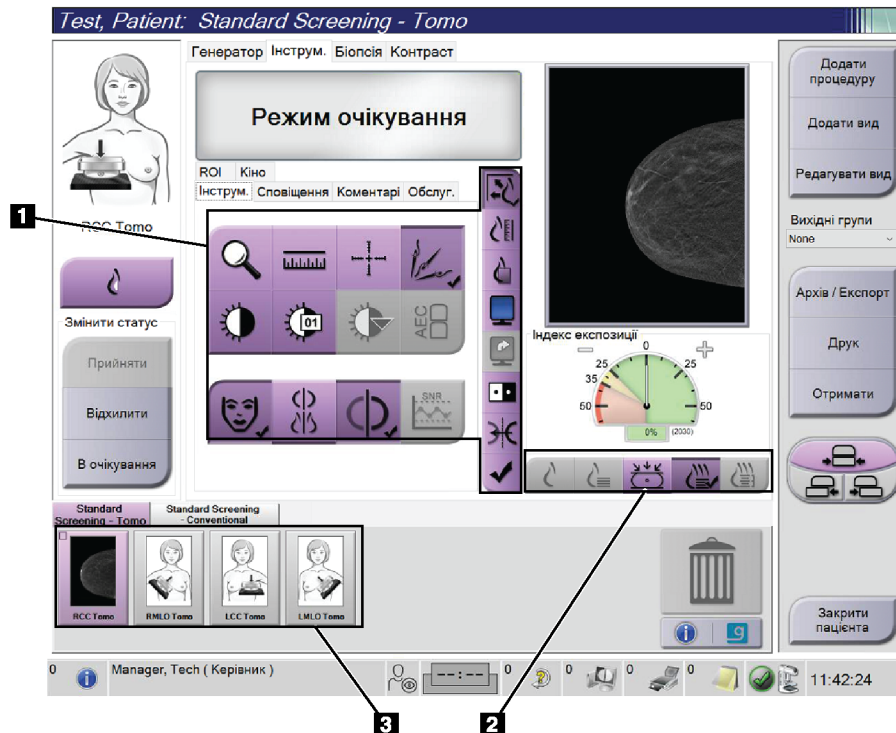 Test, Patient: Standard Screening - Tomo
Генератор Інструм. Біопсія Контраст
Режим очікування
ROI Кіно
Інструм. Сповіщення Коментарі Обслуг.
1
RCC Tomo
01
AEC
SNR
Змінити статус
Прийняти
Відхилити
В очікування
Індекс експозиції
0
25 25
35
50 50
0% (2030)
Додати
процедуру
Додати вид
Редагувати вид
Вихідні групи
None
Архів / Експорт
Друк
Отримати
Закрити
пацієнта
Standard
Screening - Tomo
Standard Screening
- Conventional
RCC Tomo RMLO Tomo LCC Tomo LMLO Tomo
g
0 Manager, Tech ( Керівник ) --:-- 0 0 0 0 11:42:24
3 2